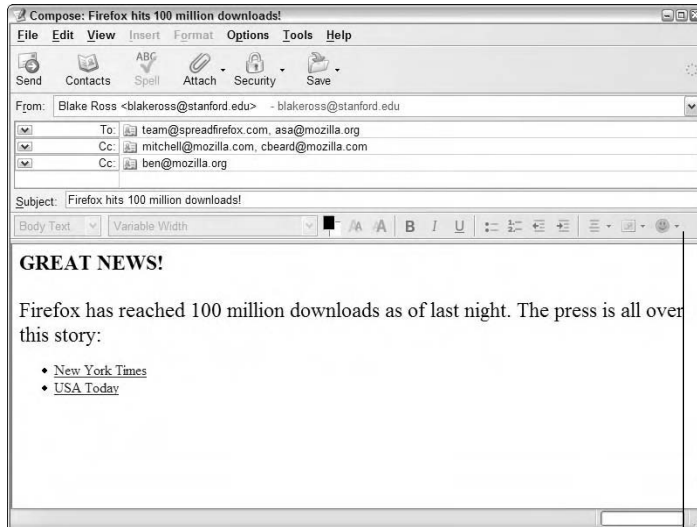 Compose: Firefox hits 100 million downloads!
File Edit View Insert Format Options Tools Help
ABC
Send Contacts Spell Attach Security Save
From: Blake Ross <blakeross@stanford.edu> - blakeross@stanford.edu
To: team@spreadfirefox.com, asa@mozilla.org
Cc: mitchell@mozilla.com, cbeard@mozilla.com
Cc: ben@mozilla.org
Subject: Firefox hits 100 million downloads!
Body Text Variable Width A A B I U
GREAT NEWS!
Firefox has reached 100 million downloads as of last night. The press is all over
this story:
• New York Times
• USA Today